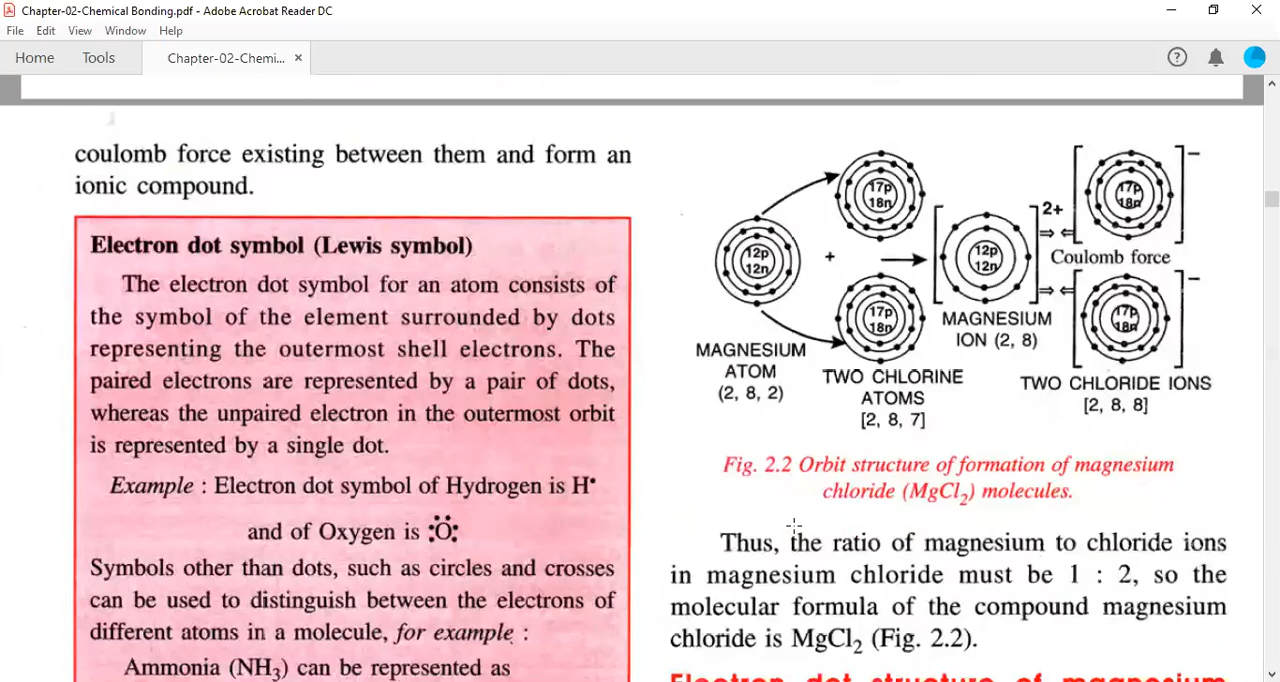 Chapter-02-Chemical Bonding.pdf - Adobe Acrobat Reader DC
File Edit View Window Help
Home Tools Chapter-02-Chemi... ×
coulomb force existing between them and form an
ionic compound.
Electron dot symbol (Lewis symbol)
The electron dot symbol for an atom consists of
the symbol of the element surrounded by dots
representing the outermost shell electrons. The
paired electrons are represented by a pair of dots,
whereas the unpaired electron in the outermost orbit
is represented by a single dot.
Example : Electron dot symbol of Hydrogen is H•
and of Oxygen is :Ö:
Symbols other than dots, such as circles and crosses
can be used to distinguish between the electrons of
different atoms in a molecule, for example :
Ammonia (NH₃) can be represented as
12p
12n
MAGNESIUM
ATOM
(2, 8, 2)
+
17p
18n
17p
18n
TWO CHLORINE
ATOMS
[2, 8, 7]
12p
12n
2+
MAGNESIUM
ION (2, 8)
⇒ ⇐
Coulomb force
⇒ ⇐
17p
18n
–
17p
18n
–
TWO CHLORIDE IONS
[2, 8, 8]
Fig. 2.2 Orbit structure of formation of magnesium
chloride (MgCl₂) molecules.
Thus, the ratio of magnesium to chloride ions
in magnesium chloride must be 1 : 2, so the
molecular formula of the compound magnesium
chloride is MgCl₂ (Fig. 2.2).
Electron dot structure of magnesium